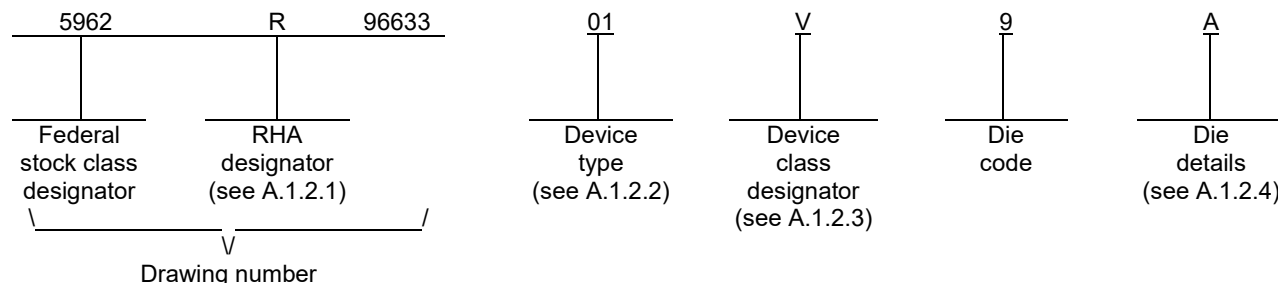 5962 R 96633 01 V 9 A
Federal RHA Device Device Die Die
stock class designator type class code details
designator (see A.1.2.1) (see A.1.2.2) designator (see A.1.2.4)
(see A.1.2.3)
\ /
\/
Drawing number